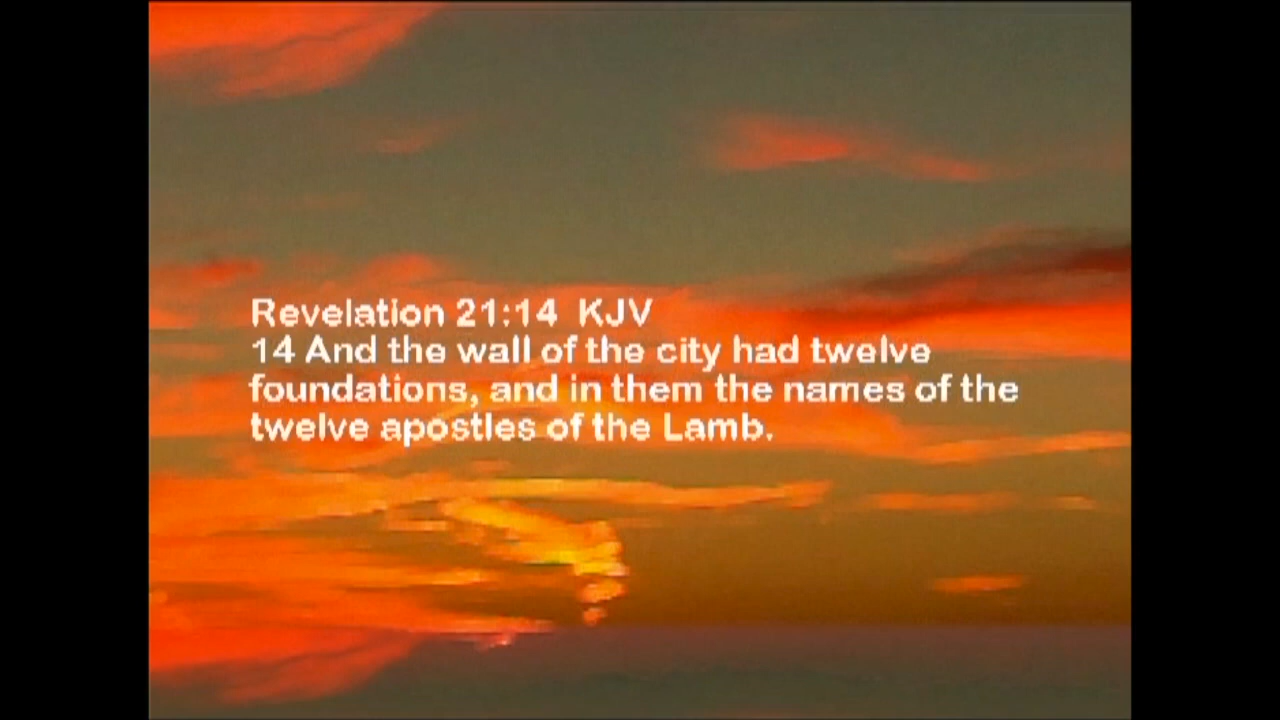 Revelation 21:14  KJV
14 And the wall of the city had twelve
foundations, and in them the names of the
twelve apostles of the Lamb.